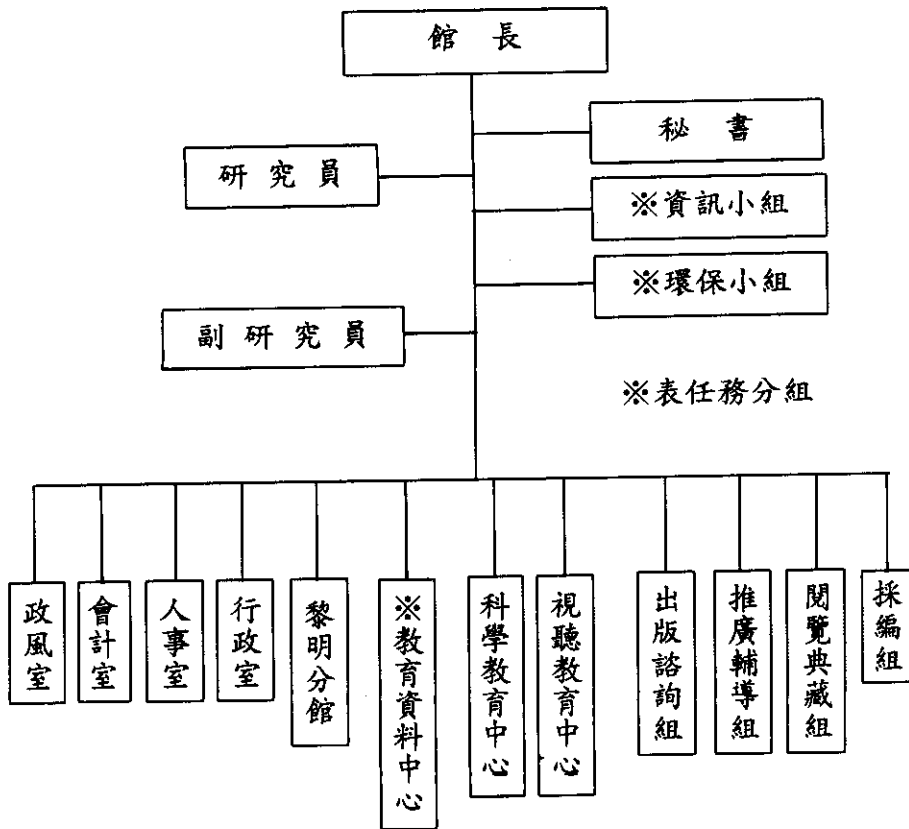 館長
秘書
研究員
※資訊小組
※環保小組
副研究員
※表任務分組
政風室
會計室
人事室
行政室
黎明分館
※教育資料中心
科學教育中心
視聽教育中心
出版諮詢組
推廣輔導組
閱覽典藏組
採編組